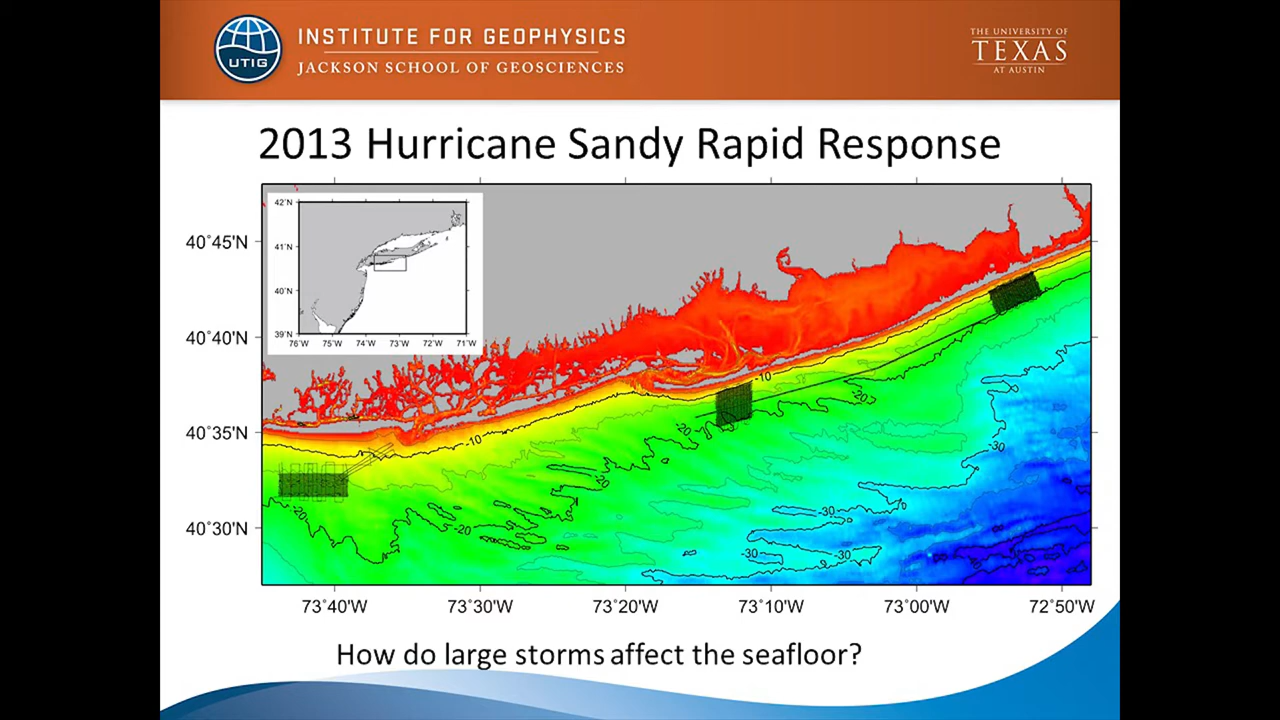 INSTITUTE FOR GEOPHYSICS
JACKSON SCHOOL OF GEOSCIENCES
UTIG
THE UNIVERSITY OF
TEXAS
AT AUSTIN
2013 Hurricane Sandy Rapid Response
42˚N
41˚N
40˚N
39˚N
76˚W 75˚W 74˚W 73˚W 72˚W 71˚W
40˚45'N
40˚40'N
40˚35'N
40˚30'N
-10
-10
-20
-20
-20
-20
-30
-30
-30
-30
73˚40'W 73˚30'W 73˚20'W 73˚10'W 73˚00'W 72˚50'W
How do large storms affect the seafloor?